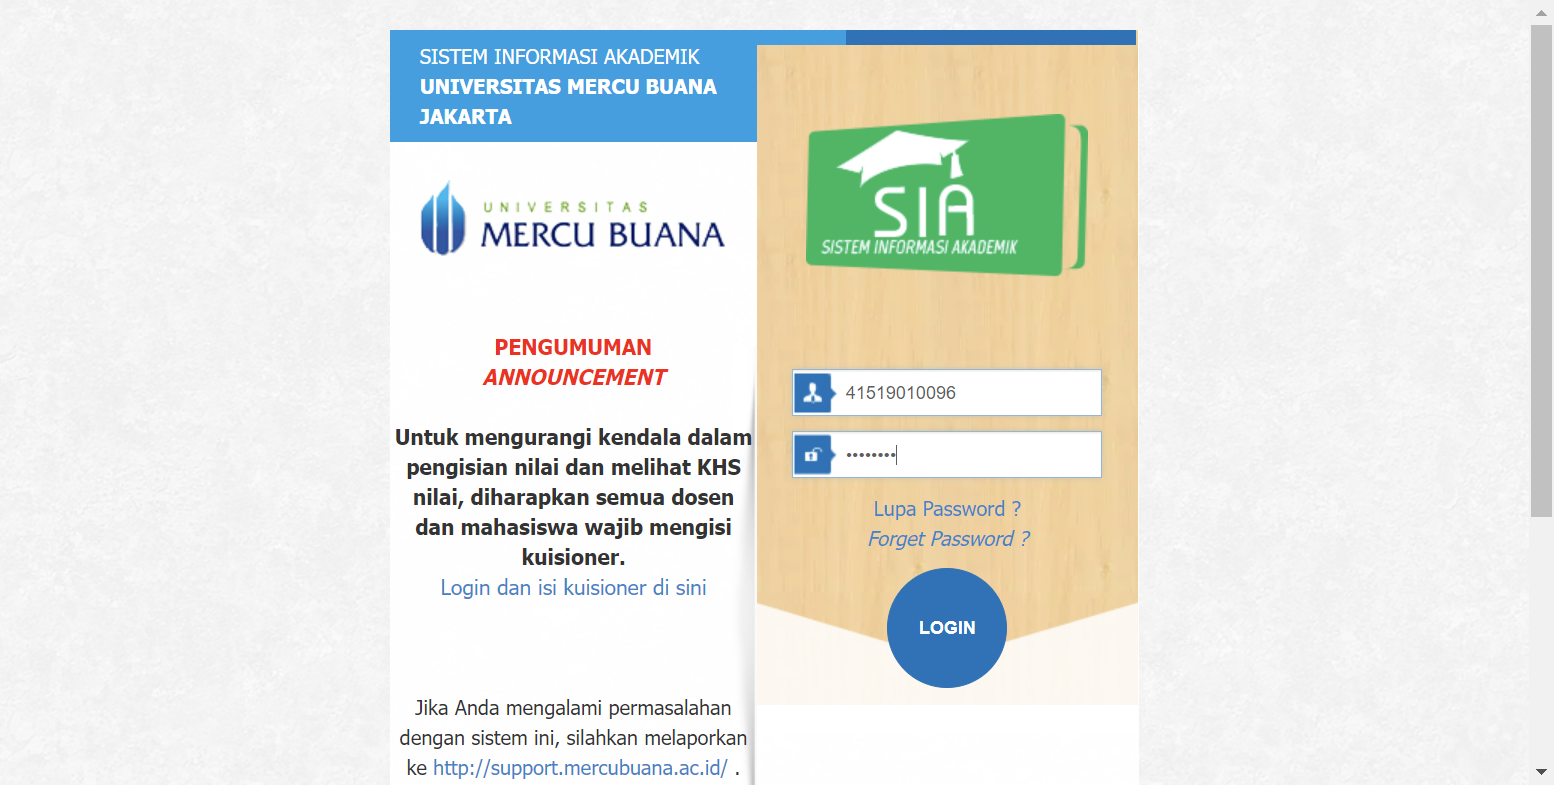 SISTEM INFORMASI AKADEMIK
UNIVERSITAS MERCU BUANA
JAKARTA
UNIVERSITAS
MERCU BUANA
PENGUMUMAN
ANNOUNCEMENT
Untuk mengurangi kendala dalam
pengisian nilai dan melihat KHS
nilai, diharapkan semua dosen
dan mahasiswa wajib mengisi
kuisioner.
Login dan isi kuisioner di sini
Jika Anda mengalami permasalahan
dengan sistem ini, silahkan melaporkan
ke http://support.mercubuana.ac.id/ .
SIA
SISTEM INFORMASI AKADEMIK
41519010096
••••••••
Lupa Password ?
Forget Password ?
LOGIN